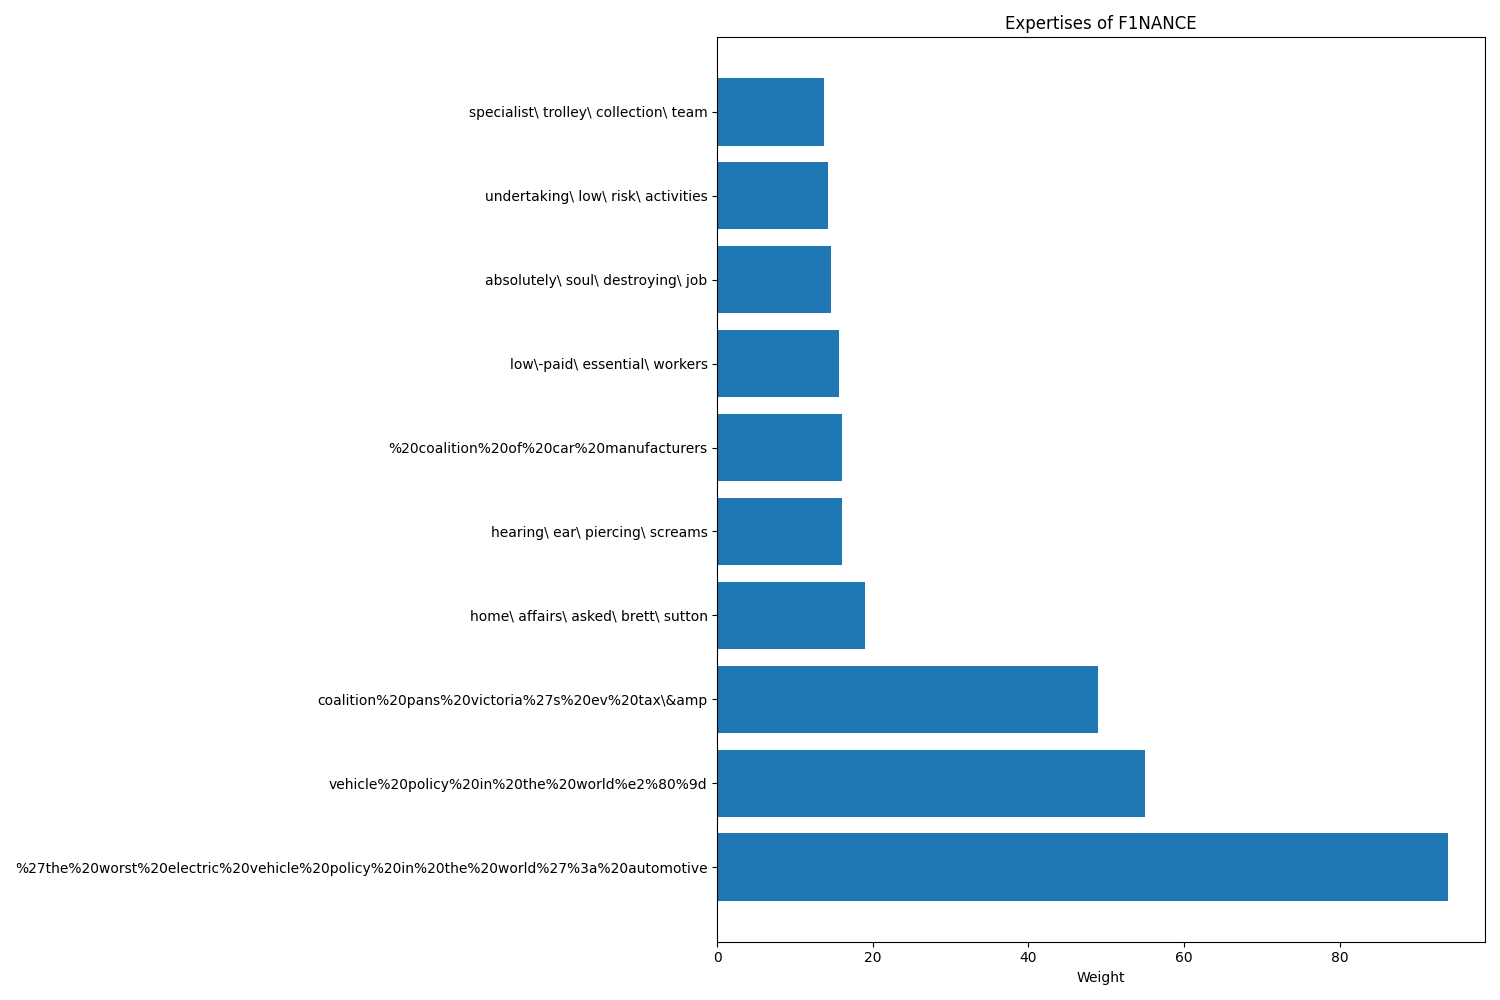 Expertises of F1NANCE
specialist\ trolley\ collection\ team
undertaking\ low\ risk\ activities
absolutely\ soul\ destroying\ job
low\-paid\ essential\ workers
%20coalition%20of%20car%20manufacturers
hearing\ ear\ piercing\ screams
home\ affairs\ asked\ brett\ sutton
coalition%20pans%20victoria%27s%20ev%20tax\&amp
vehicle%20policy%20in%20the%20world%e2%80%9d
%27the%20worst%20electric%20vehicle%20policy%20in%20the%20world%27%3a%20automotive
0 20 40 60 80
Weight